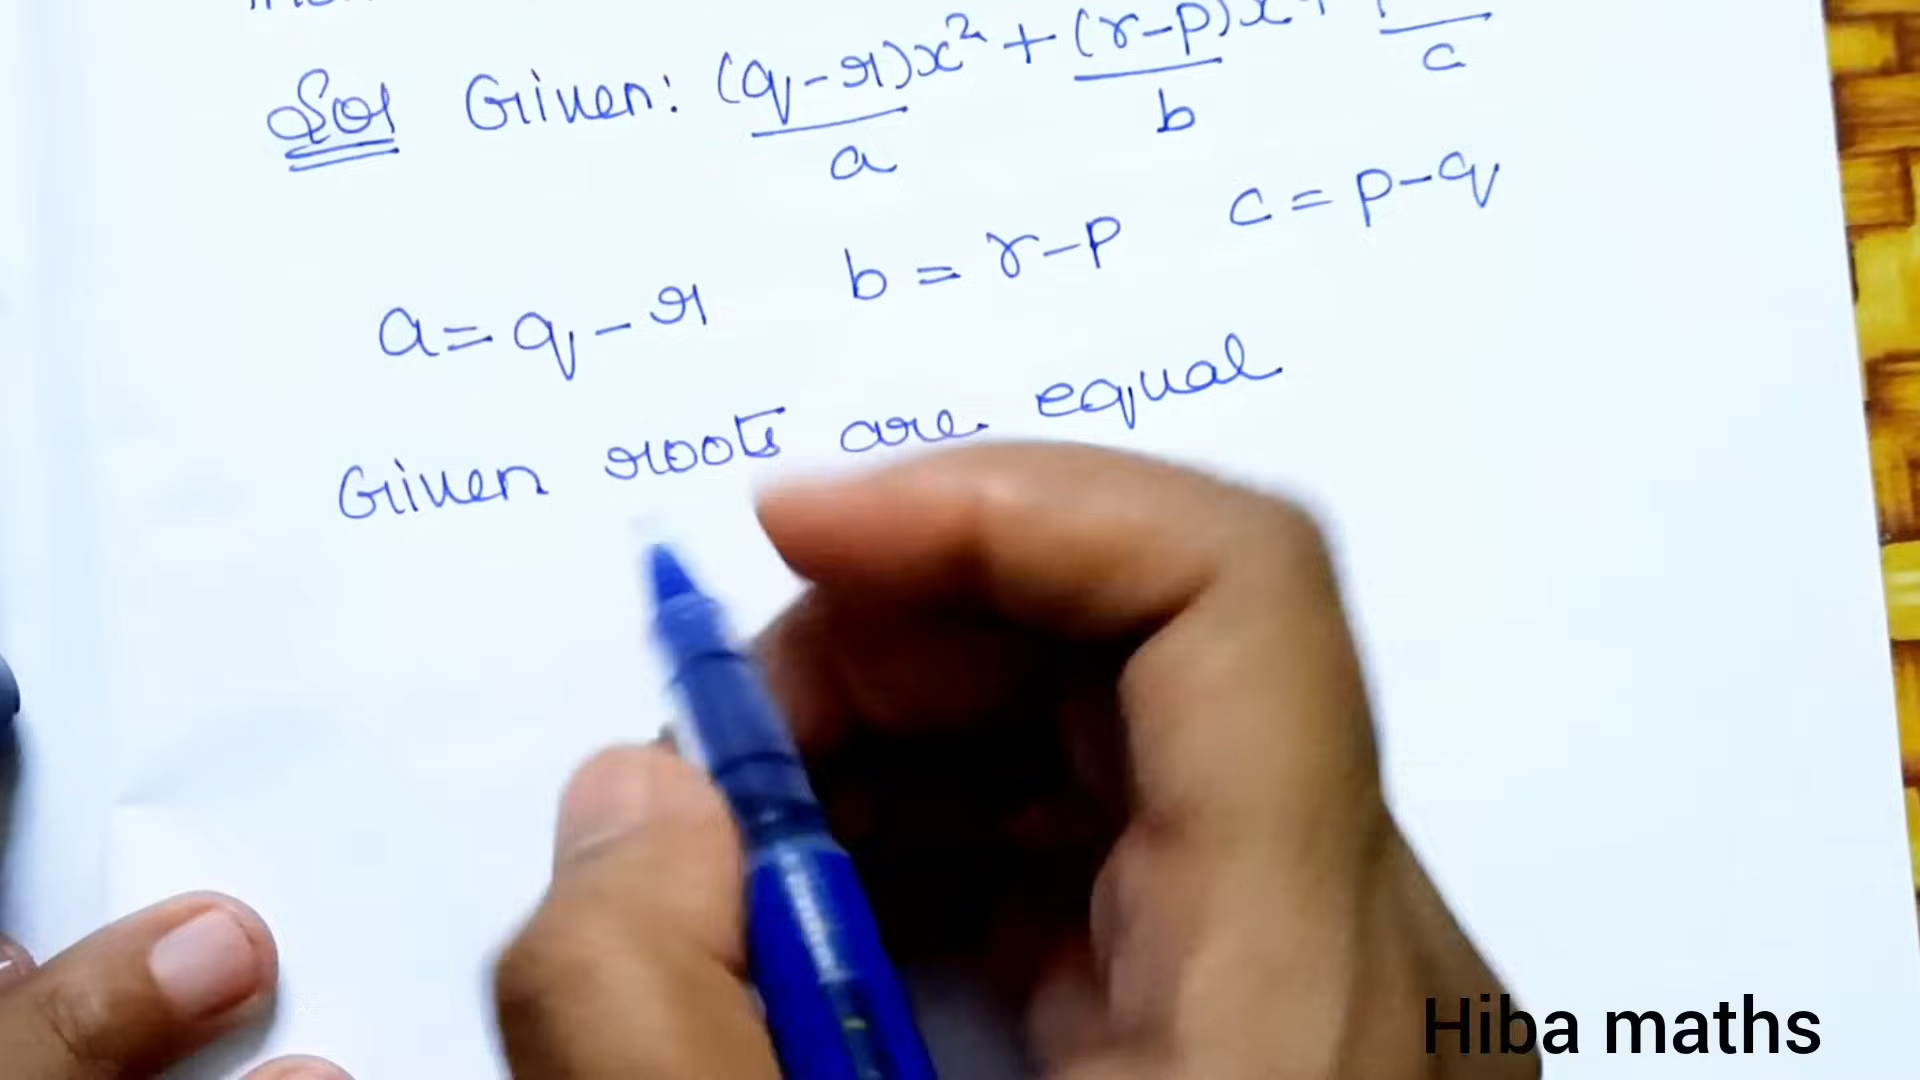 Sol Given: (q-r)x² + (r-p)x +
a b c
a = q - r b = r - p c = p - q
Given roots are equal
Hiba maths